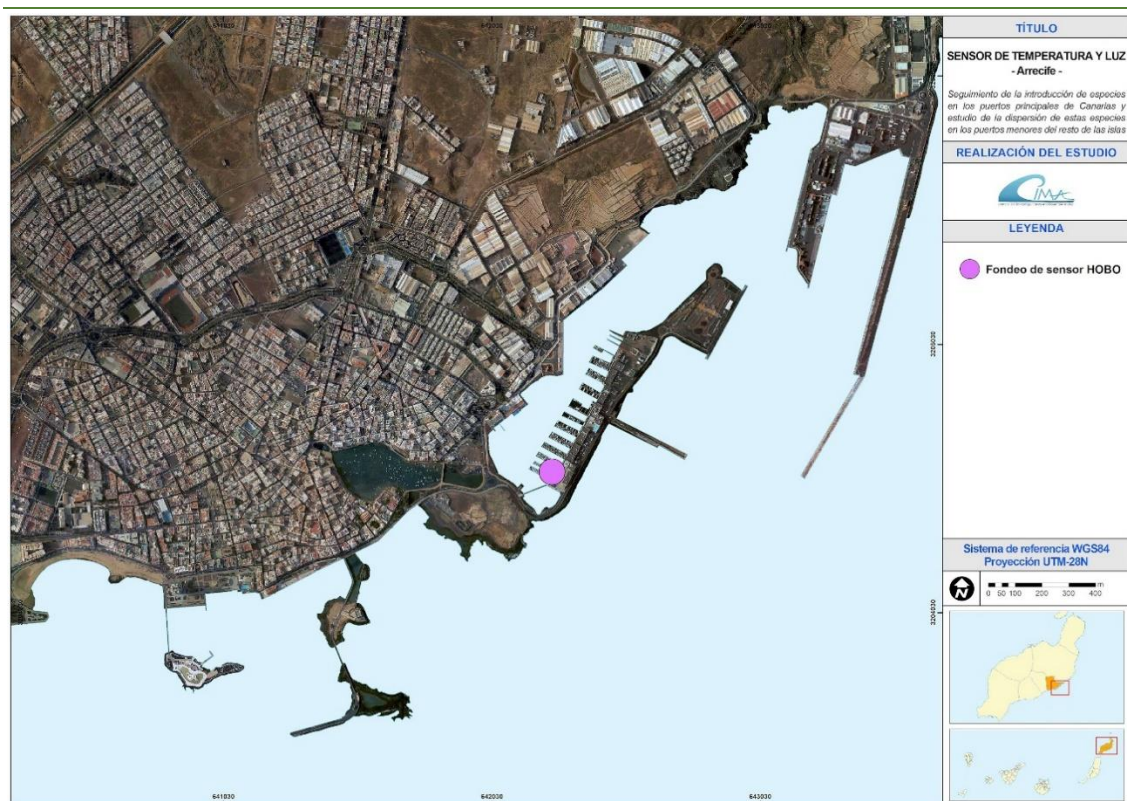 TÍTULO
SENSOR DE TEMPERATURA Y LUZ
- Arrecife -
Seguimiento de la introducción de especies
en los puertos principales de Canarias y
estudio de la dispersión de estas especies
en los puertos menores del resto de las islas
REALIZACIÓN DEL ESTUDIO
CIMA
LEYENDA
Fondeo de sensor HOBO
Sistema de referencia WGS84
Proyección UTM-28N
N
m
0 50 100 200 300 400
3205030
3204030
641030
642030
643030